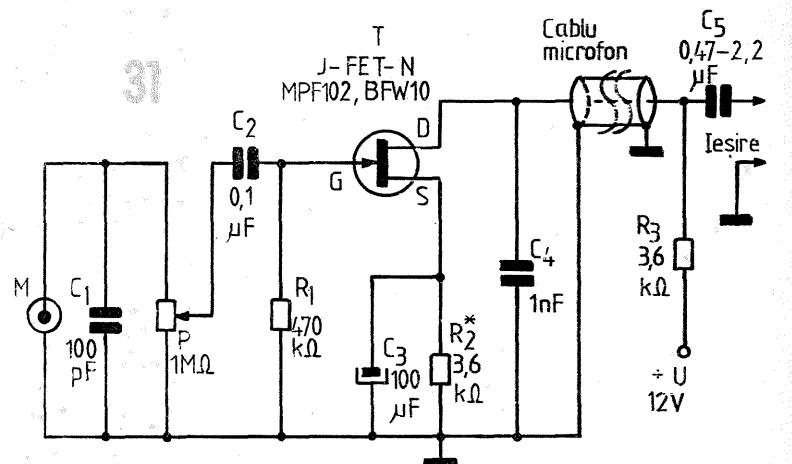 31
T
J-FET-N
MPF102, BFW10
Cablu
microfon
C5
0,47-2,2
µF
Ieșire
C2
0,1
µF
D
G
S
M
C1
100
pF
P
1MΩ
R1
470
kΩ
C3
100
µF
R2*
3,6
kΩ
C4
1nF
R3
3,6
kΩ
÷ U
12V